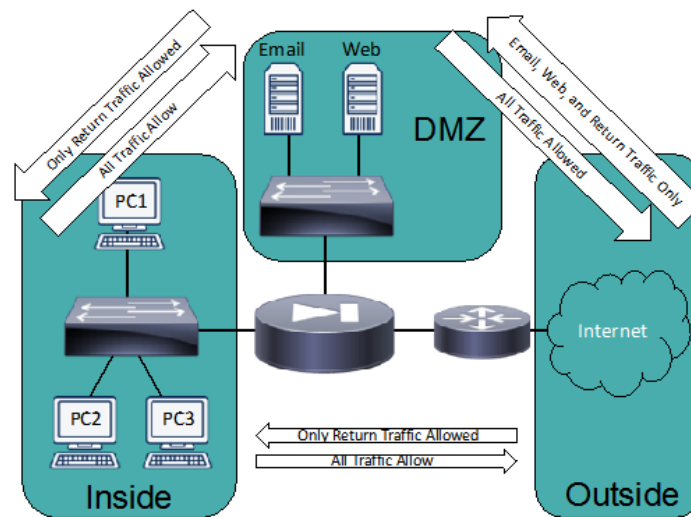 Email
Web
DMZ
Only Return Traffic Allowed
All Traffic Allow
Email, Web, and Return Traffic Only
All Traffic Allowed
PC1
PC2
PC3
Internet
Only Return Traffic Allowed
All Traffic Allow
Inside
Outside